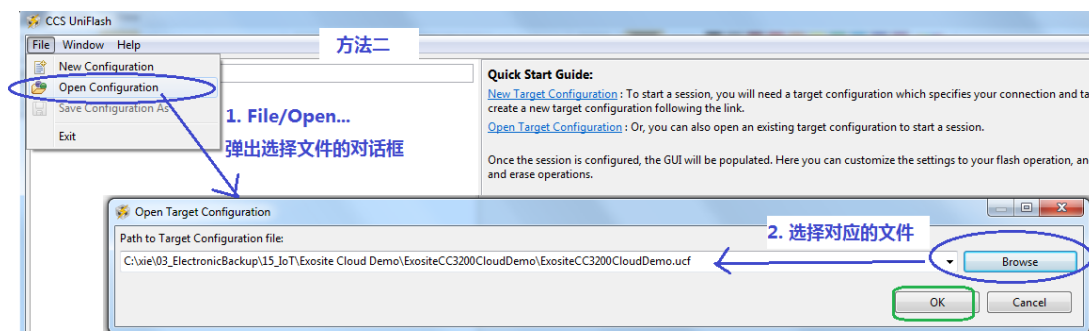 CCS UniFlash
File Window Help
方法二
New Configuration
Open Configuration
Save Configuration As
Exit
1. File/Open...
弹出选择文件的对话框
Quick Start Guide:
New Target Configuration : To start a session, you will need a target configuration which specifies your connection and ta
create a new target configuration following the link.
Open Target Configuration : Or, you can also open an existing target configuration to start a session.
Once the session is configured, the GUI will be populated. Here you can customize the settings to your flash operation, an
and erase operations.
Open Target Configuration
Path to Target Configuration file:
2. 选择对应的文件
C:\xie\03_ElectronicBackup\15_IoT\Exosite Cloud Demo\ExositeCC3200CloudDemo\ExositeCC3200CloudDemo.ucf
Browse
OK Cancel